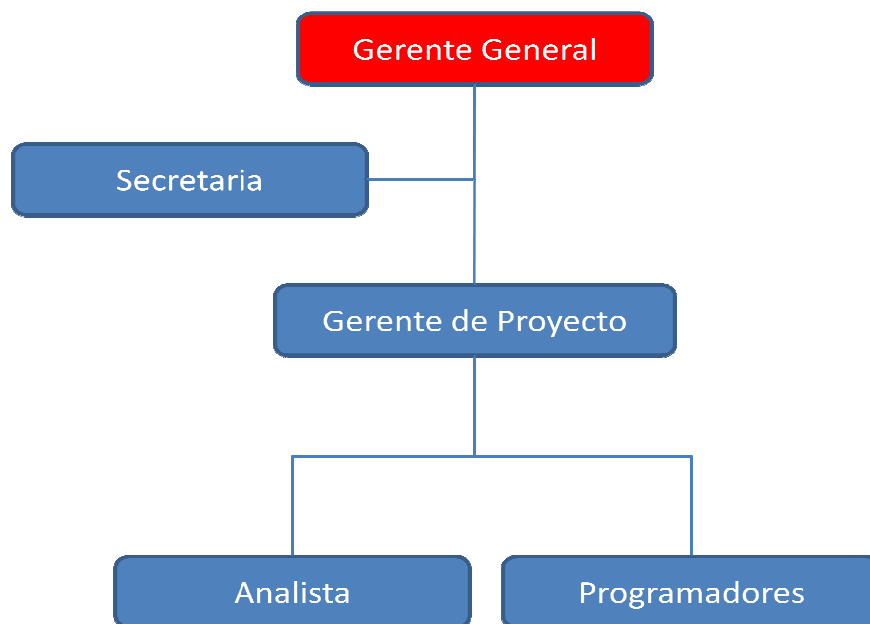 Gerente General
Secretaria
Gerente de Proyecto
Analista
Programadores